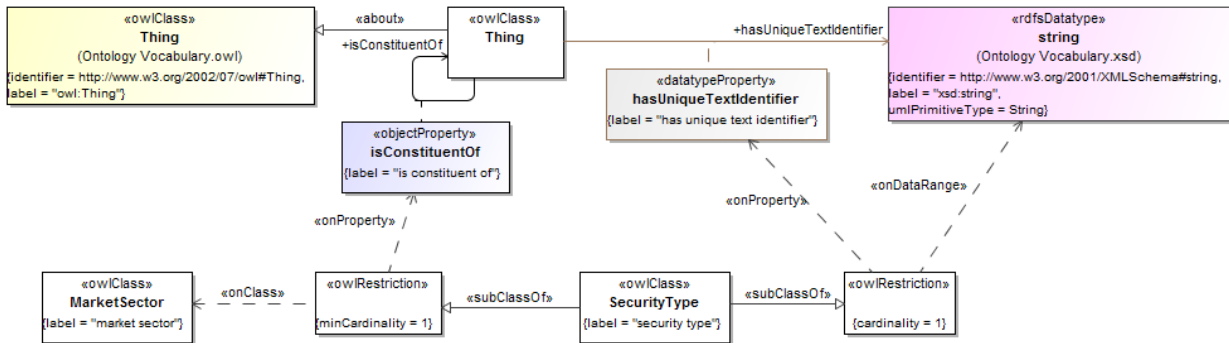 «owlClass»
Thing
(Ontology Vocabulary.owl)
{identifier = http://www.w3.org/2002/07/owl#Thing,
label = "owl:Thing"}
«about»
+isConstituentOf
«owlClass»
Thing
+hasUniqueTextIdentifier
«rdfsDatatype»
string
(Ontology Vocabulary.xsd)
{identifier = http://www.w3.org/2001/XMLSchema#string,
label = "xsd:string",
umlPrimitiveType = String}
«datatypeProperty»
hasUniqueTextIdentifier
{label = "has unique text identifier"}
«objectProperty»
isConstituentOf
{label = "is constituent of"}
«onProperty»
«onProperty»
«onDataRange»
«owlClass»
MarketSector
{label = "market sector"}
«onClass»
«owlRestriction»
{minCardinality = 1}
«subClassOf»
«owlClass»
SecurityType
{label = "security type"}
«subClassOf»
«owlRestriction»
{cardinality = 1}